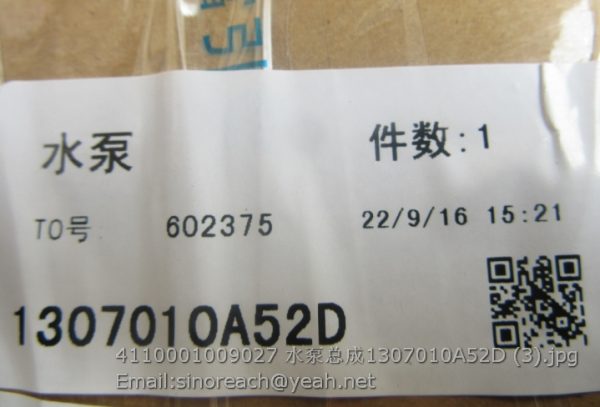 水泵 件数:1
TO号 602375 22/9/16 15:21
1307010A52D
4110001009027 水泵总成1307010A52D (3).jpg
Email:sinoreach@yeah.net